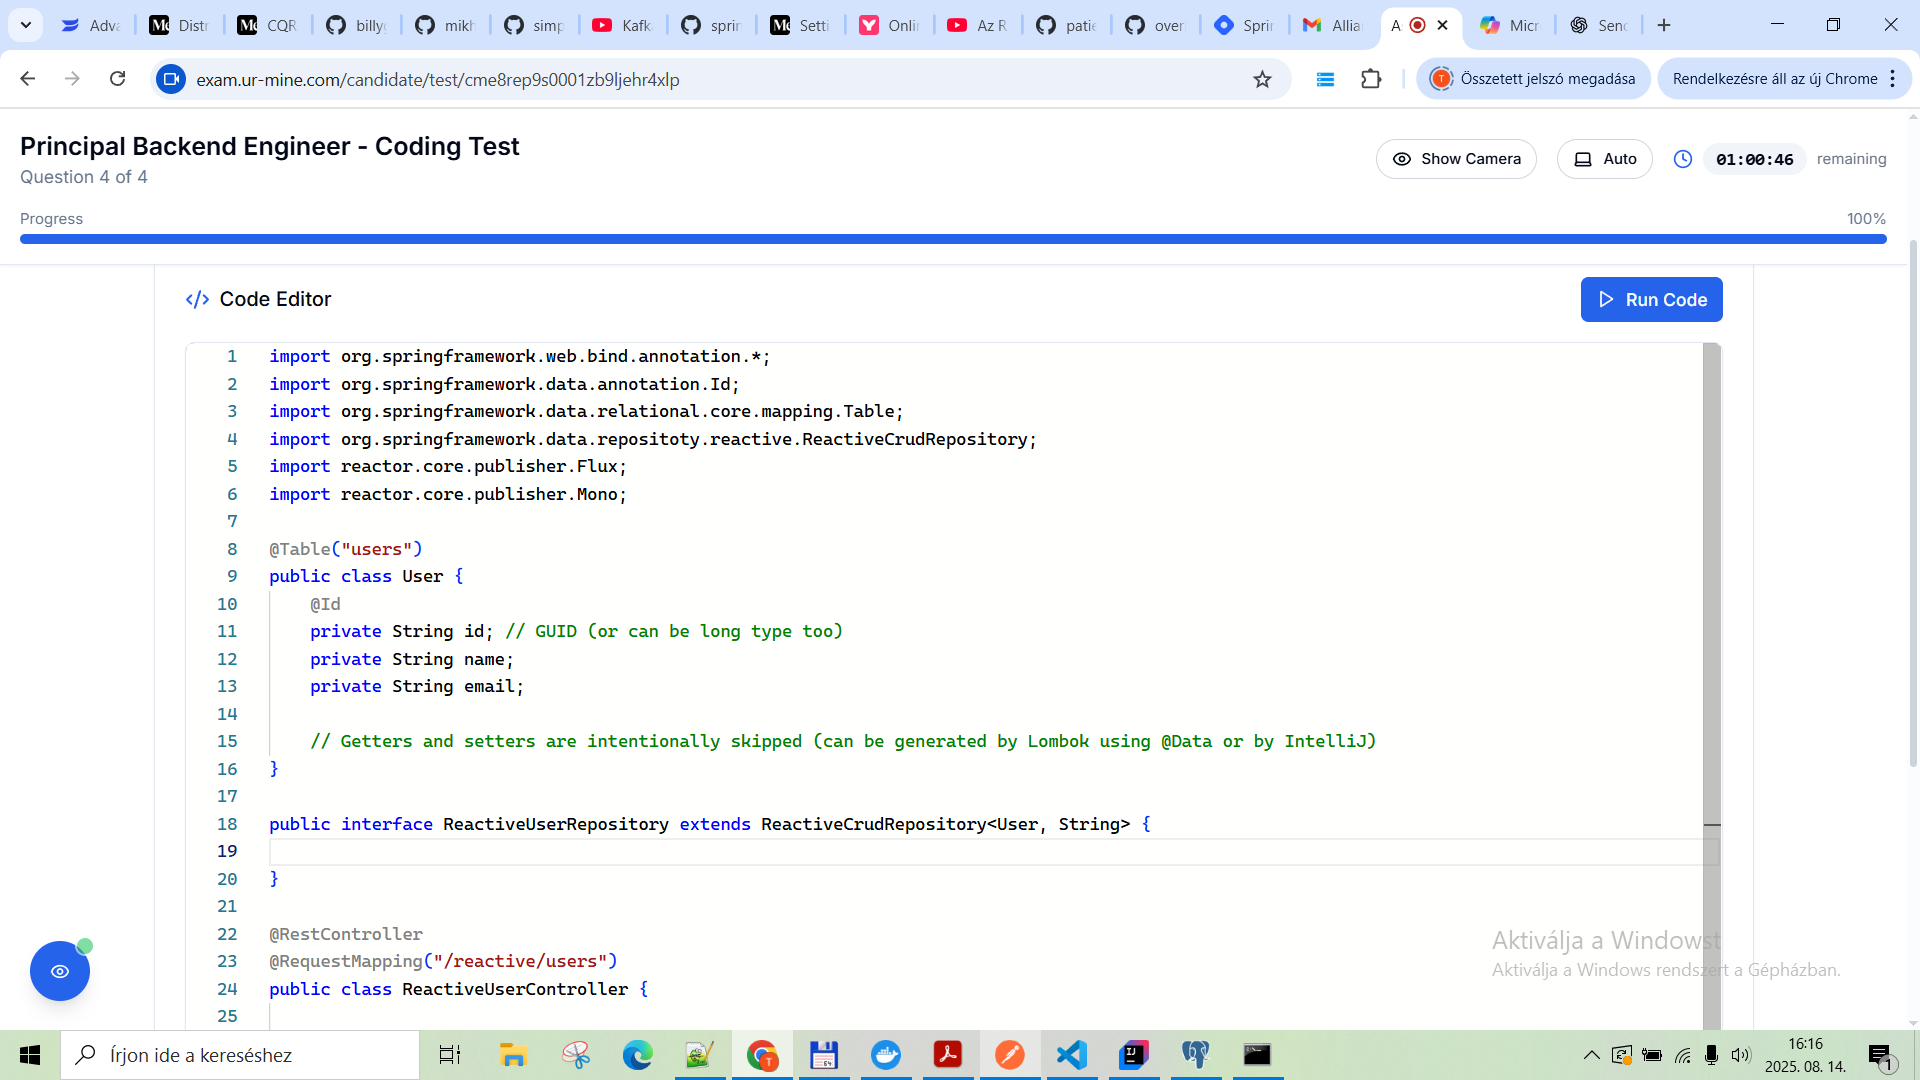 Adva
Distr
CQR
billy
mikh
simp
Kafk
sprin
Setti
Onli
Az R
patie
over
Sprin
Allia
A
Micr
Senc
exam.ur-mine.com/candidate/test/cme8rep9s0001zb9ljehr4xlp
Összetett jelszó megadása
Rendelkezésre áll az új Chrome
Principal Backend Engineer - Coding Test
Question 4 of 4
Show Camera
Auto
01:00:46 remaining
Progress
100%
</> Code Editor
Run Code
1 import org.springframework.web.bind.annotation.*;
2 import org.springframework.data.annotation.Id;
3 import org.springframework.data.relational.core.mapping.Table;
4 import org.springframework.data.repositoty.reactive.ReactiveCrudRepository;
5 import reactor.core.publisher.Flux;
6 import reactor.core.publisher.Mono;
7
8 @Table("users")
9 public class User {
10 @Id
11 private String id; // GUID (or can be long type too)
12 private String name;
13 private String email;
14
15 // Getters and setters are intentionally skipped (can be generated by Lombok using @Data or by IntelliJ)
16 }
17
18 public interface ReactiveUserRepository extends ReactiveCrudRepository<User, String> {
19
20 }
21
22 @RestController
23 @RequestMapping("/reactive/users")
24 public class ReactiveUserController {
25
Aktiválja a Windowst
Aktiválja a Windows rendszert a Gépházban.
Írjon ide a kereséshez
16:16
2025. 08. 14.
1